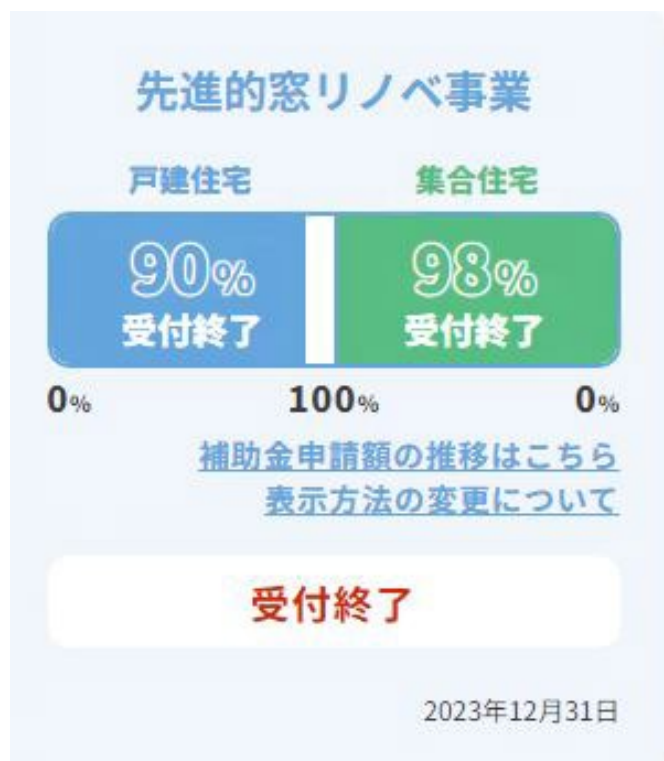 先進的窓リノベ事業
戸建住宅 集合住宅
90% 98%
受付終了 受付終了
0% 100% 0%
補助金申請額の推移はこちら
表示方法の変更について
受付終了
2023年12月31日